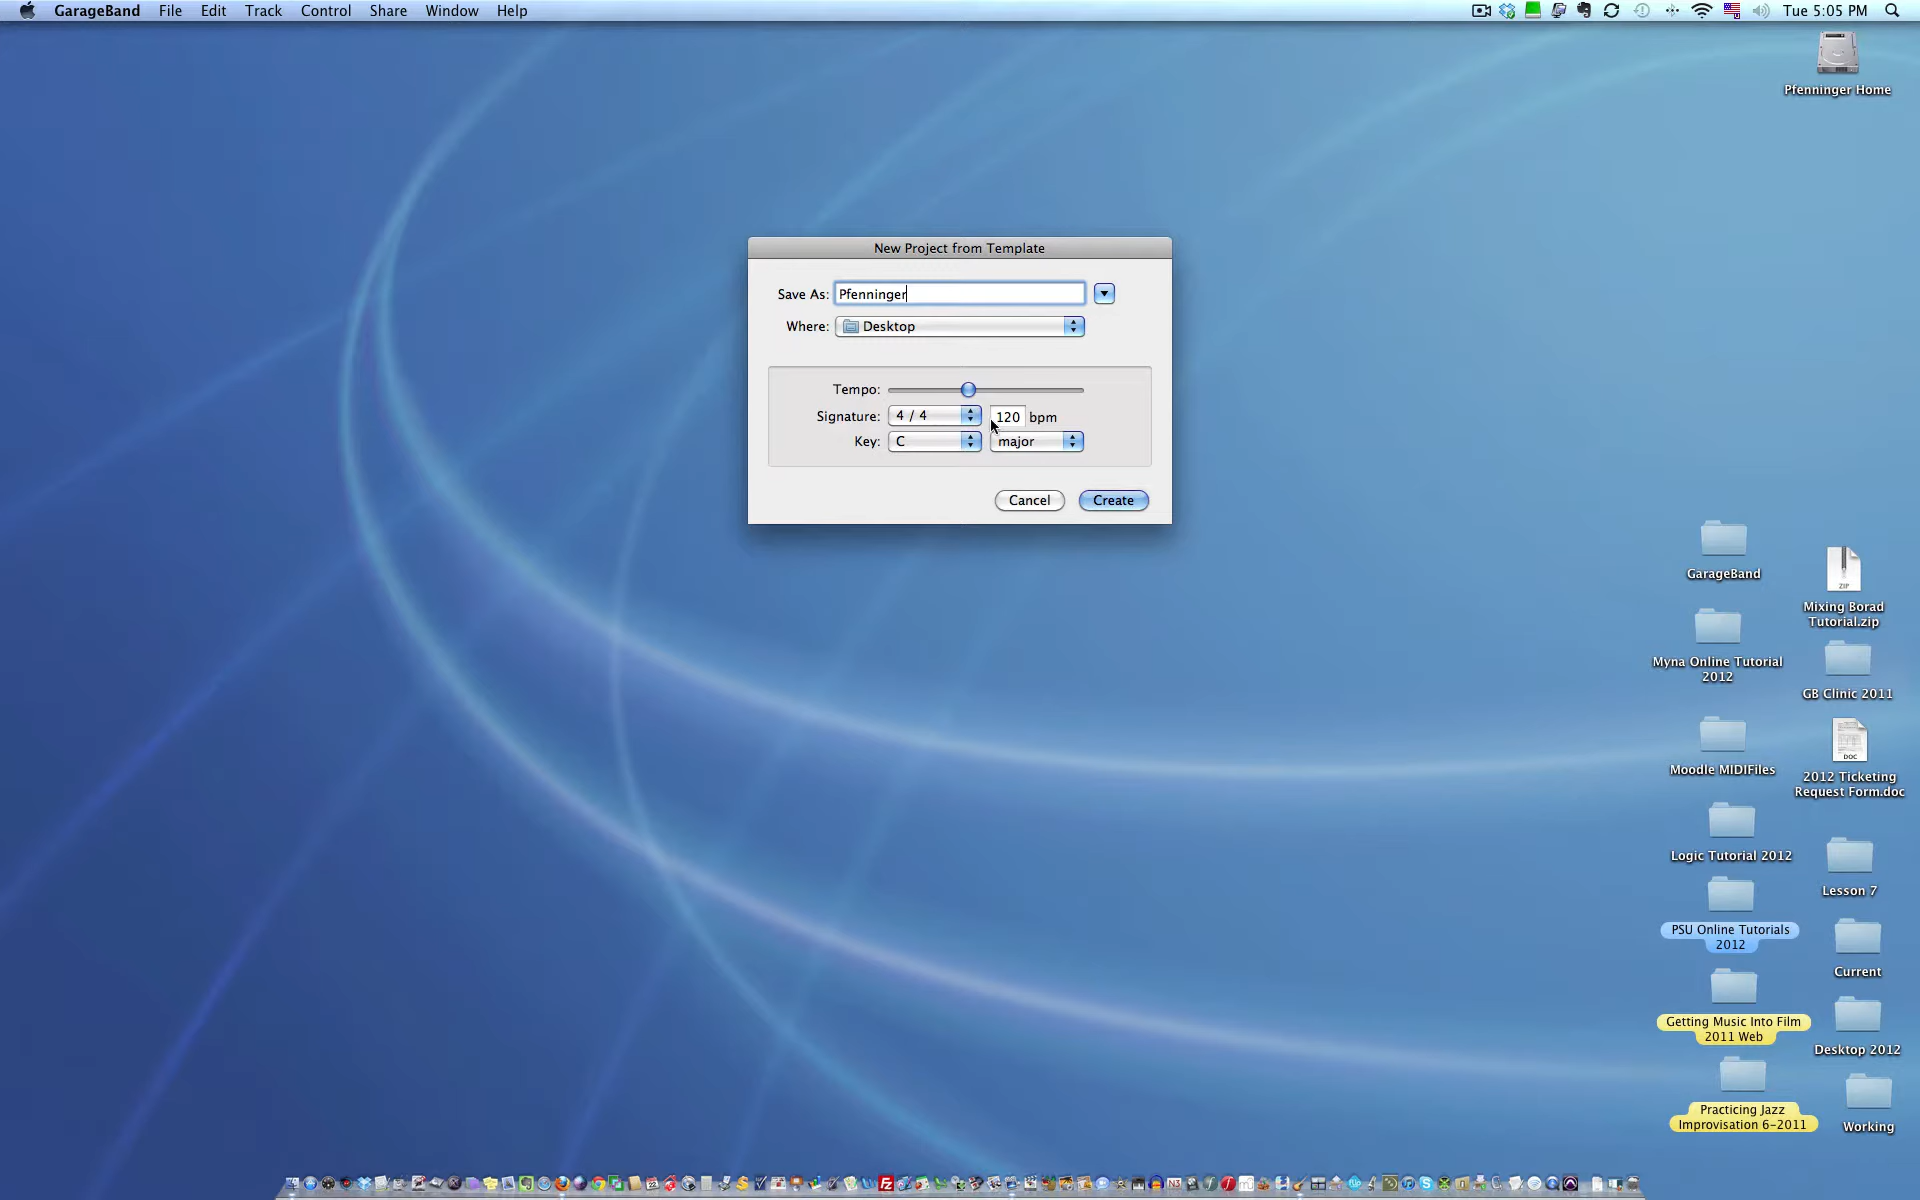 GarageBand File Edit Track Control Share Window Help
Tue 5:05 PM
Pfenninger Home
New Project from Template
Save As: Pfenninger
Where: Desktop
Tempo:
Signature: 4 / 4 120 bpm
Key: C major
Cancel Create
GarageBand
ZIP
Mixing Borad
Tutorial.zip
Myna Online Tutorial
2012
GB Clinic 2011
Moodle MIDIFiles
DOC
2012 Ticketing
Request Form.doc
Logic Tutorial 2012
Lesson 7
PSU Online Tutorials
2012
Current
Getting Music Into Film
2011 Web
Desktop 2012
Practicing Jazz
Improvisation 6-2011
Working